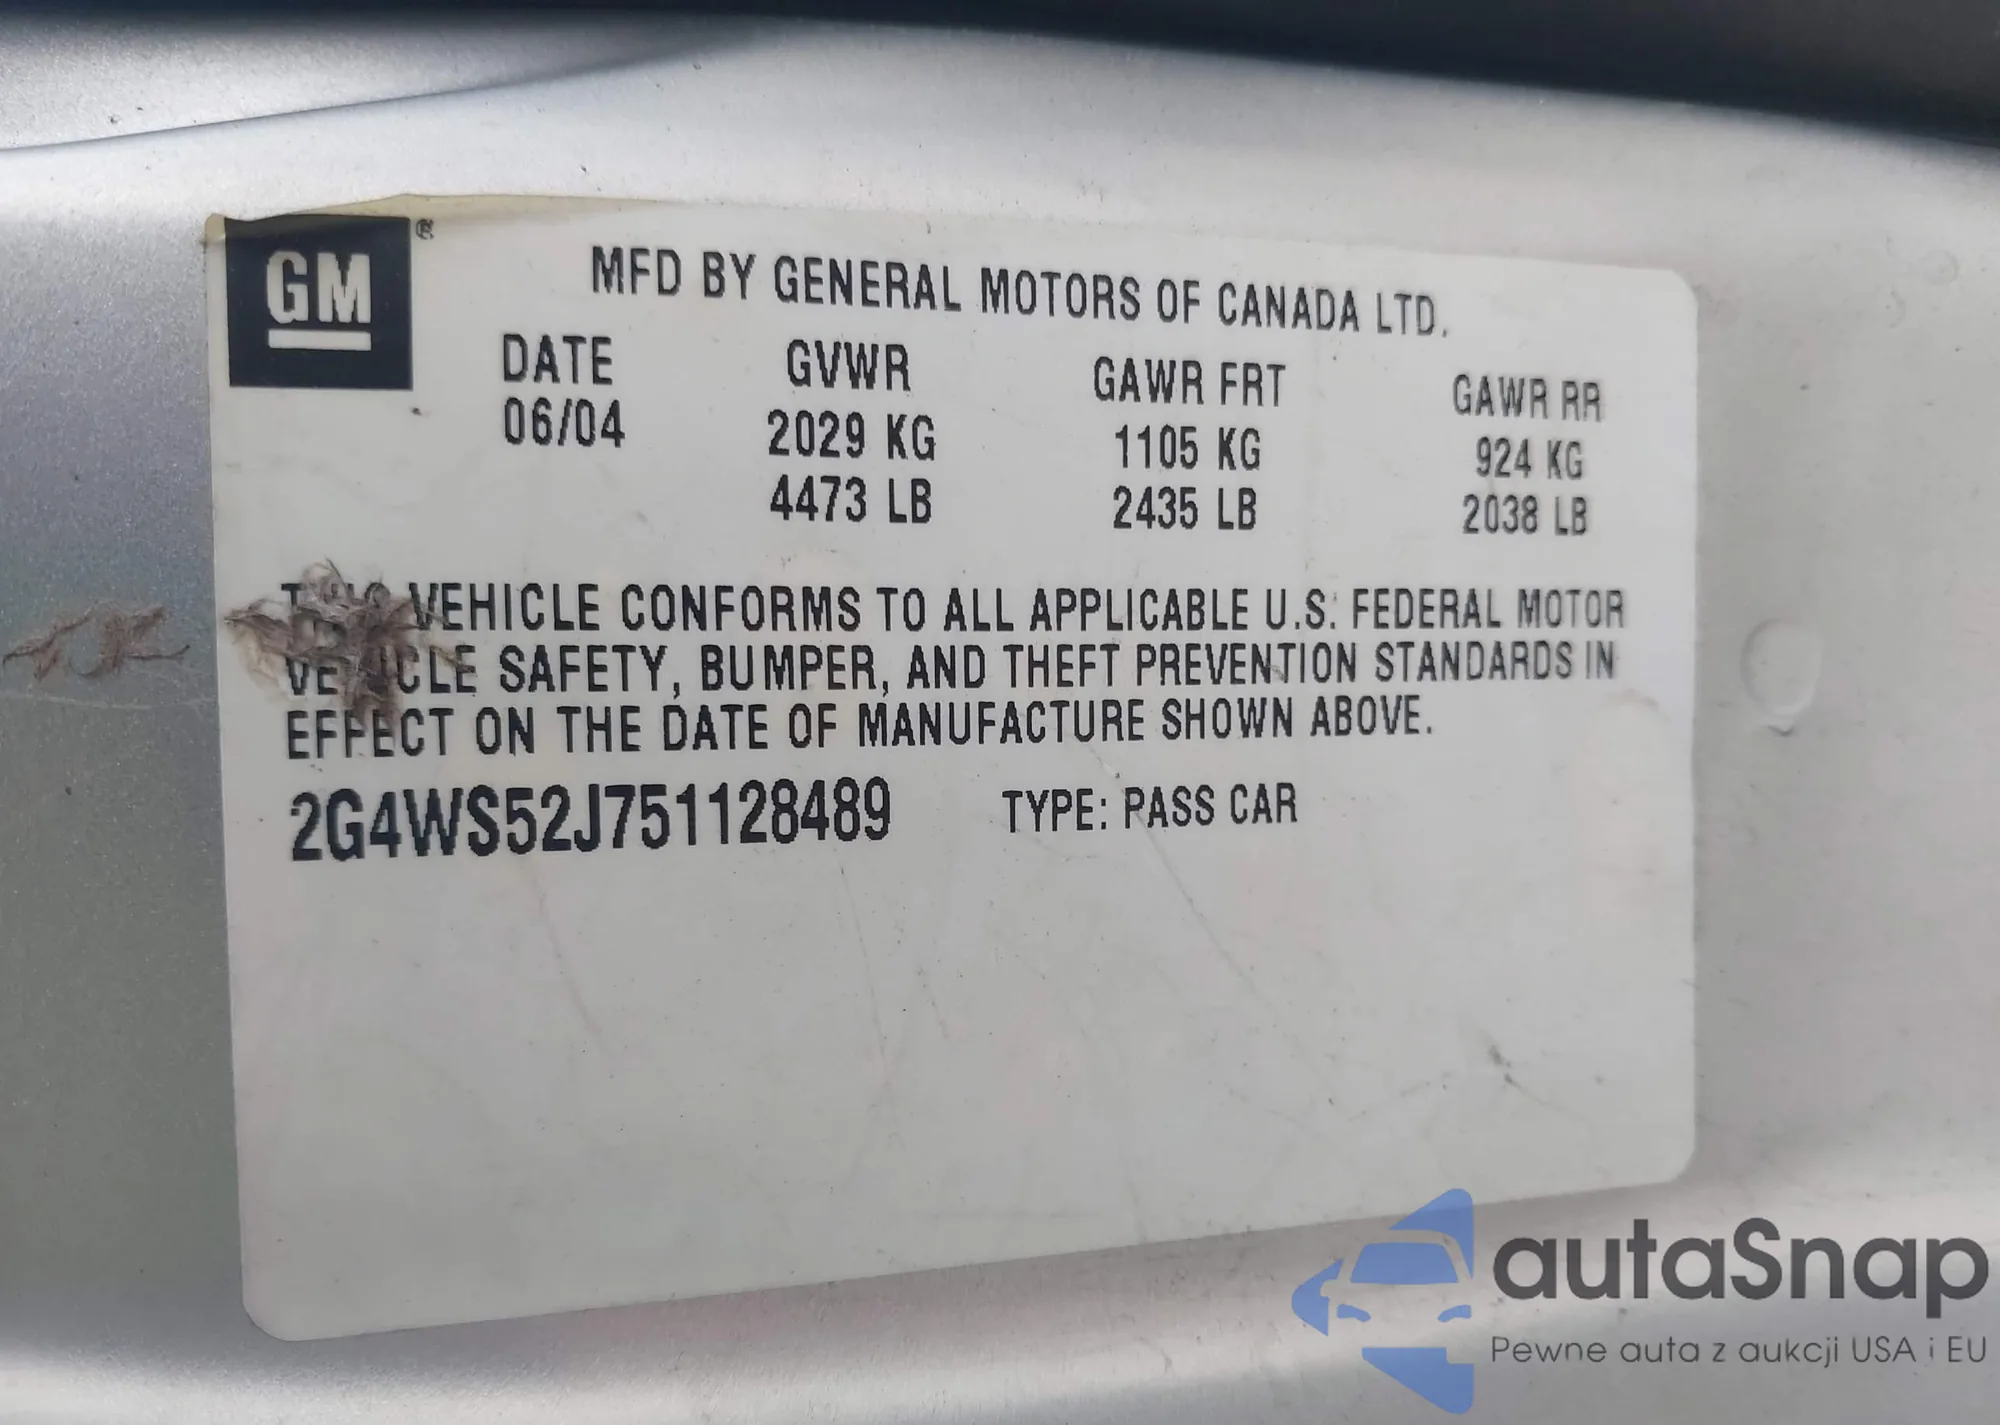 GM®
MFD BY GENERAL MOTORS OF CANADA LTD.
DATE GVWR GAWR FRT GAWR RR
06/04 2029 KG 1105 KG 924 KG
4473 LB 2435 LB 2038 LB
THIS VEHICLE CONFORMS TO ALL APPLICABLE U.S. FEDERAL MOTOR
VEHICLE SAFETY, BUMPER, AND THEFT PREVENTION STANDARDS IN
EFFECT ON THE DATE OF MANUFACTURE SHOWN ABOVE.
2G4WS52J751128489 TYPE: PASS CAR
autaSnap
Pewne auta z aukcji USA i EU